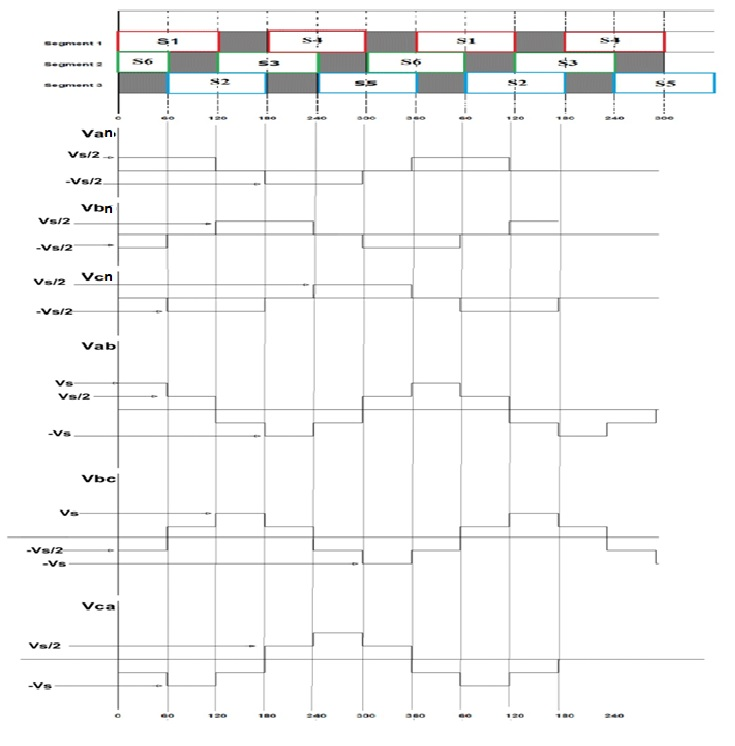 Segment 1 S1 S4 S1 S4
Segment 2 S6 S3 S6 S3
Segment 3 S2 S5 S2 S5
0 60 120 180 240 300 360 60 120 180 240 300
Van
Vs/2
-Vs/2
Vbn
Vs/2
-Vs/2
Vcn
Vs/2
-Vs/2
Vab
Vs
Vs/2
-Vs
Vbc
Vs
-Vs/2
-Vs
Vca
Vs/2
-Vs
0 60 120 180 240 300 360 60 120 180 240